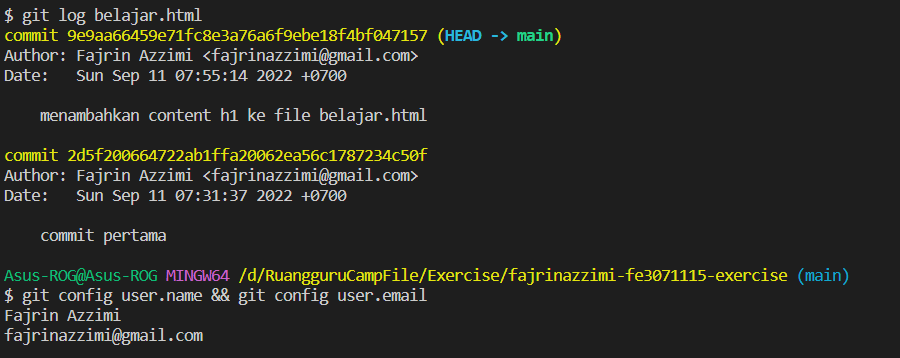 $ git log belajar.html
commit 9e9aa66459e71fc8e3a76a6f9ebe18f4bf047157 (HEAD -> main)
Author: Fajrin Azzimi <fajrinazzimi@gmail.com>
Date:   Sun Sep 11 07:55:14 2022 +0700
    menambahkan content h1 ke file belajar.html
commit 2d5f200664722ab1ffa20062ea56c1787234c50f
Author: Fajrin Azzimi <fajrinazzimi@gmail.com>
Date:   Sun Sep 11 07:31:37 2022 +0700
    commit pertama
Asus-ROG@Asus-ROG MINGW64 /d/RuangguruCampFile/Exercise/fajrinazzimi-fe3071115-exercise (main)
$ git config user.name && git config user.email
Fajrin Azzimi
fajrinazzimi@gmail.com